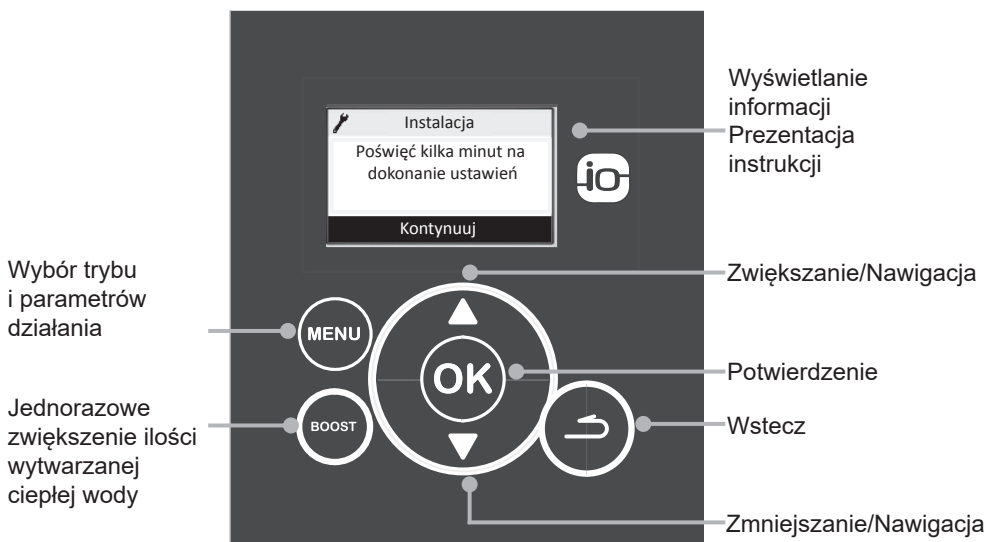 Instalacja
Poświęć kilka minut na
dokonanie ustawień
Kontynuuj
io
Wyświetlanie
informacji
Prezentacja
instrukcji
Wybór trybu
i parametrów
działania
MENU
Zwiększanie/Nawigacja
OK
Potwierdzenie
Jednorazowe
zwiększenie ilości
wytwarzanej
ciepłej wody
BOOST
Wstecz
Zmniejszanie/Nawigacja